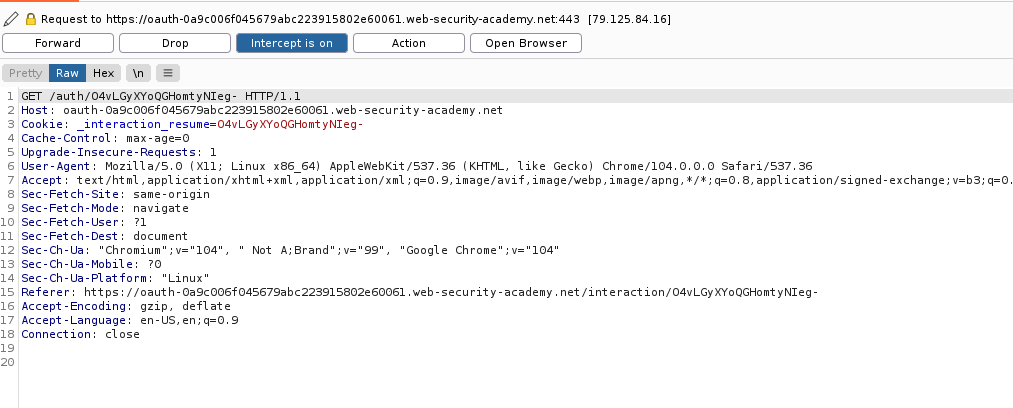 Request to https://oauth-0a9c006f045679abc223915802e60061.web-security-academy.net:443 [79.125.84.16]
Forward Drop Intercept is on Action Open Browser
Pretty Raw Hex \n
1 GET /auth/O4vLGyXYoQGHomtyNIeg- HTTP/1.1
2 Host: oauth-0a9c006f045679abc223915802e60061.web-security-academy.net
3 Cookie: _interaction_resume=O4vLGyXYoQGHomtyNIeg-
4 Cache-Control: max-age=0
5 Upgrade-Insecure-Requests: 1
6 User-Agent: Mozilla/5.0 (X11; Linux x86_64) AppleWebKit/537.36 (KHTML, like Gecko) Chrome/104.0.0.0 Safari/537.36
7 Accept: text/html,application/xhtml+xml,application/xml;q=0.9,image/avif,image/webp,image/apng,*/*;q=0.8,application/signed-exchange;v=b3;q=0.
8 Sec-Fetch-Site: same-origin
9 Sec-Fetch-Mode: navigate
10 Sec-Fetch-User: ?1
11 Sec-Fetch-Dest: document
12 Sec-Ch-Ua: "Chromium";v="104", " Not A;Brand";v="99", "Google Chrome";v="104"
13 Sec-Ch-Ua-Mobile: ?0
14 Sec-Ch-Ua-Platform: "Linux"
15 Referer: https://oauth-0a9c006f045679abc223915802e60061.web-security-academy.net/interaction/O4vLGyXYoQGHomtyNIeg-
16 Accept-Encoding: gzip, deflate
17 Accept-Language: en-US,en;q=0.9
18 Connection: close
19
20